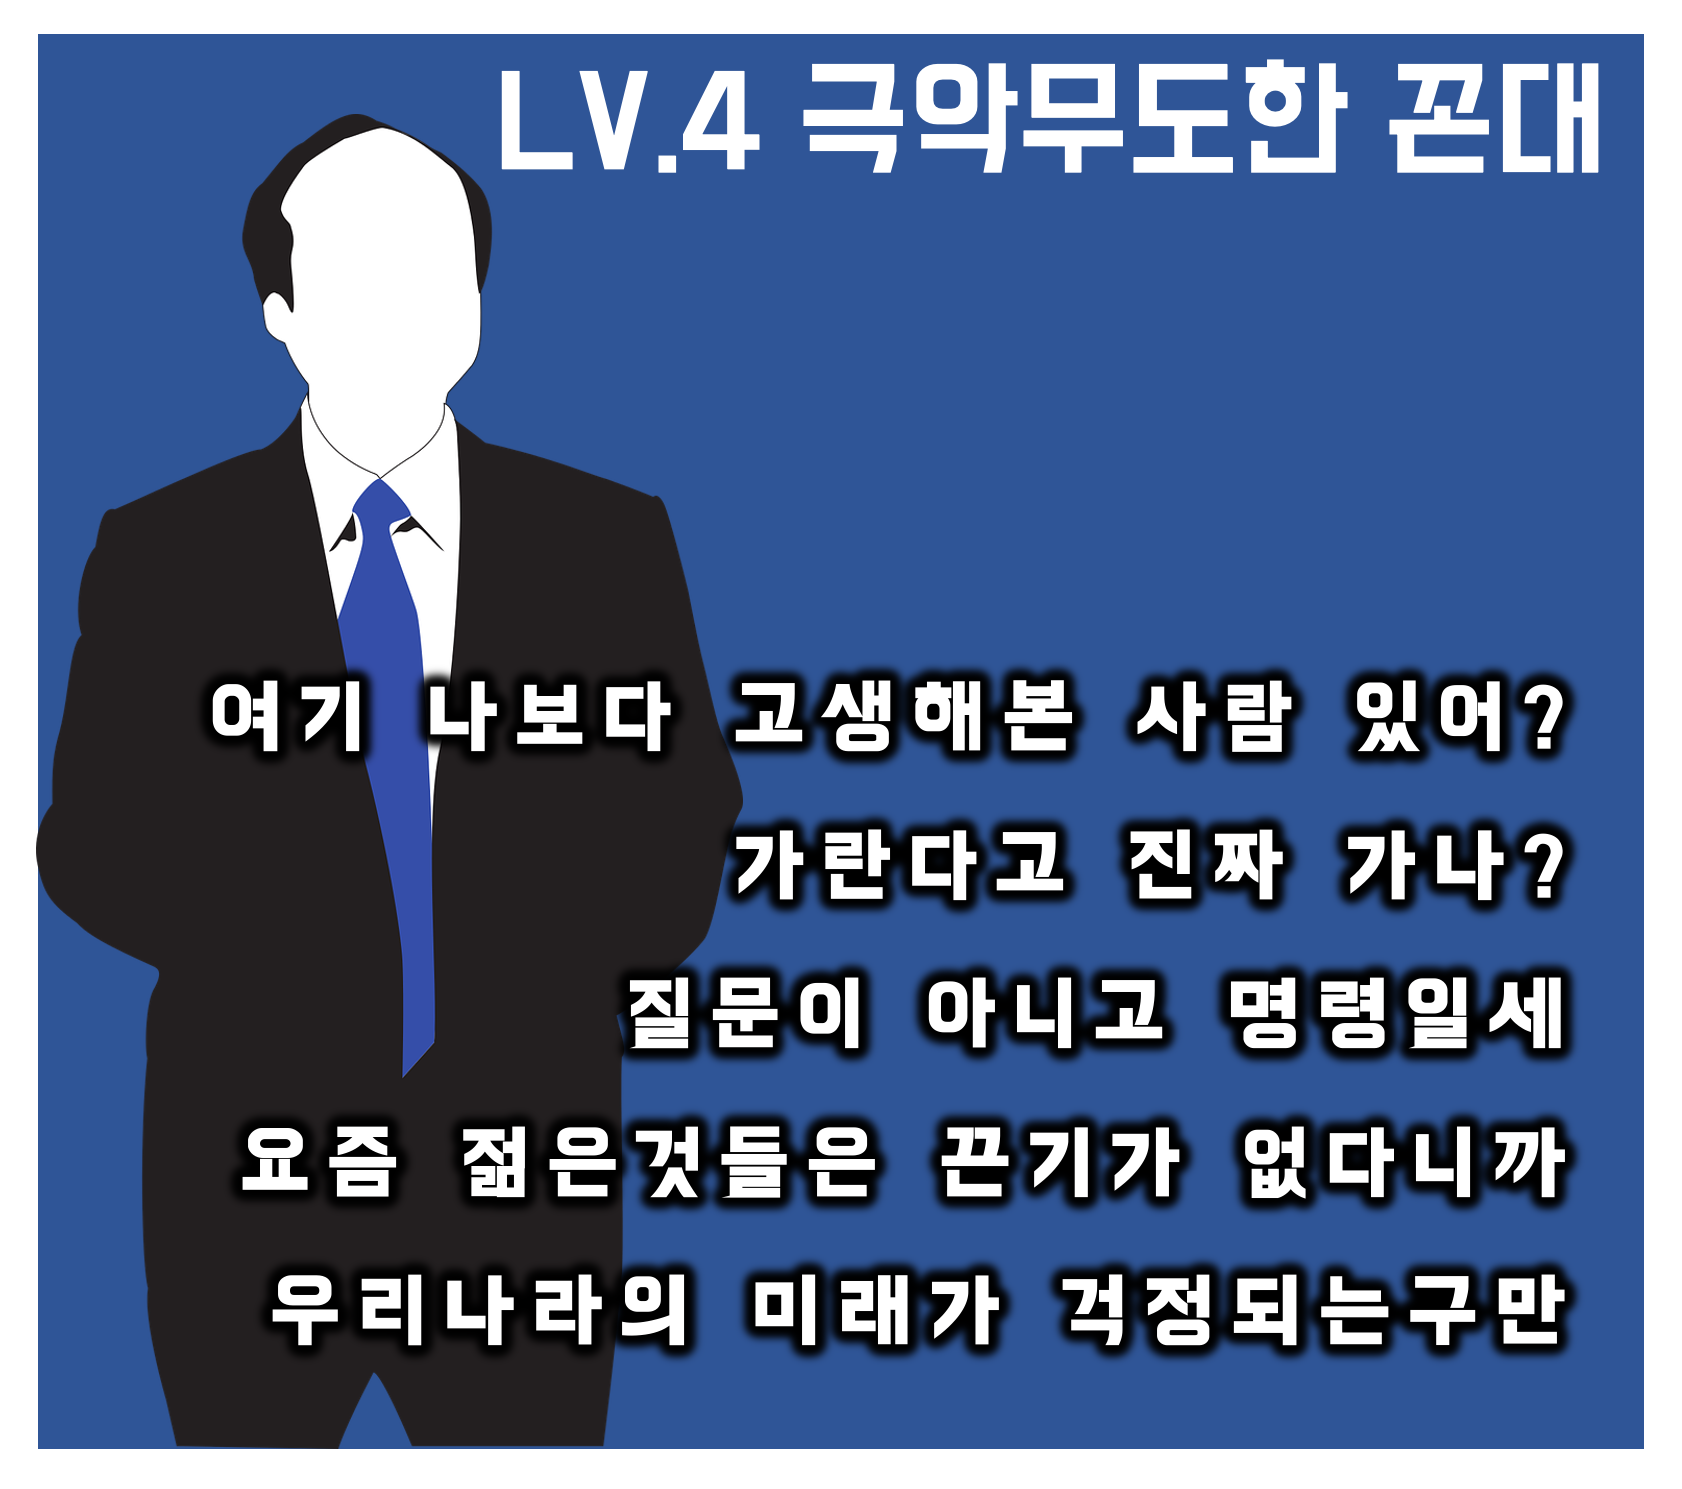 LV.4 극악무도한 꼰대
여기 나보다 고생해본 사람 있어?
가란다고 진짜 가나?
질문이 아니고 명령일세
요즘 젊은것들은 끈기가 없다니까
우리나라의 미래가 걱정되는구만